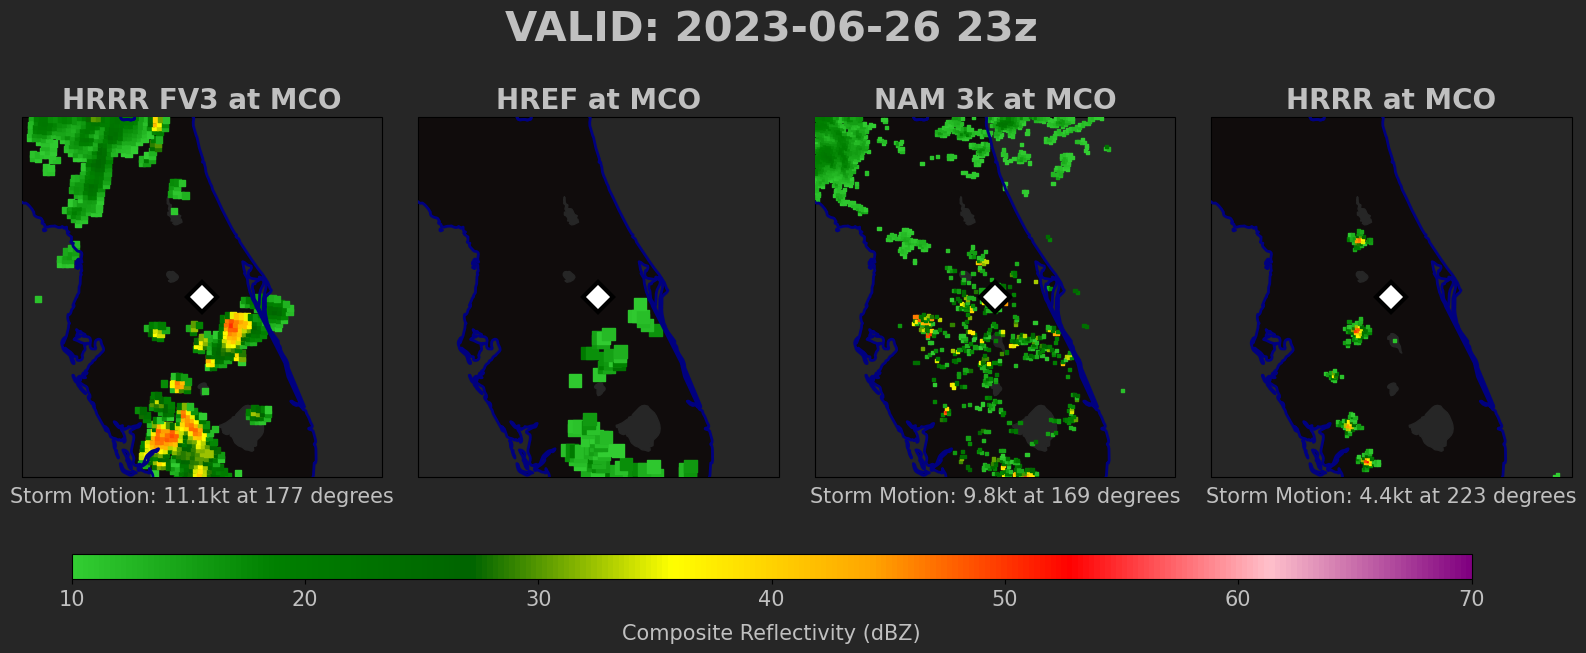 VALID: 2023-06-26 23z
HRRR FV3 at MCO
HREF at MCO
NAM 3k at MCO
HRRR at MCO
Storm Motion: 11.1kt at 177 degrees
Storm Motion: 9.8kt at 169 degrees
Storm Motion: 4.4kt at 223 degrees
10 20 30 40 50 60 70
Composite Reflectivity (dBZ)